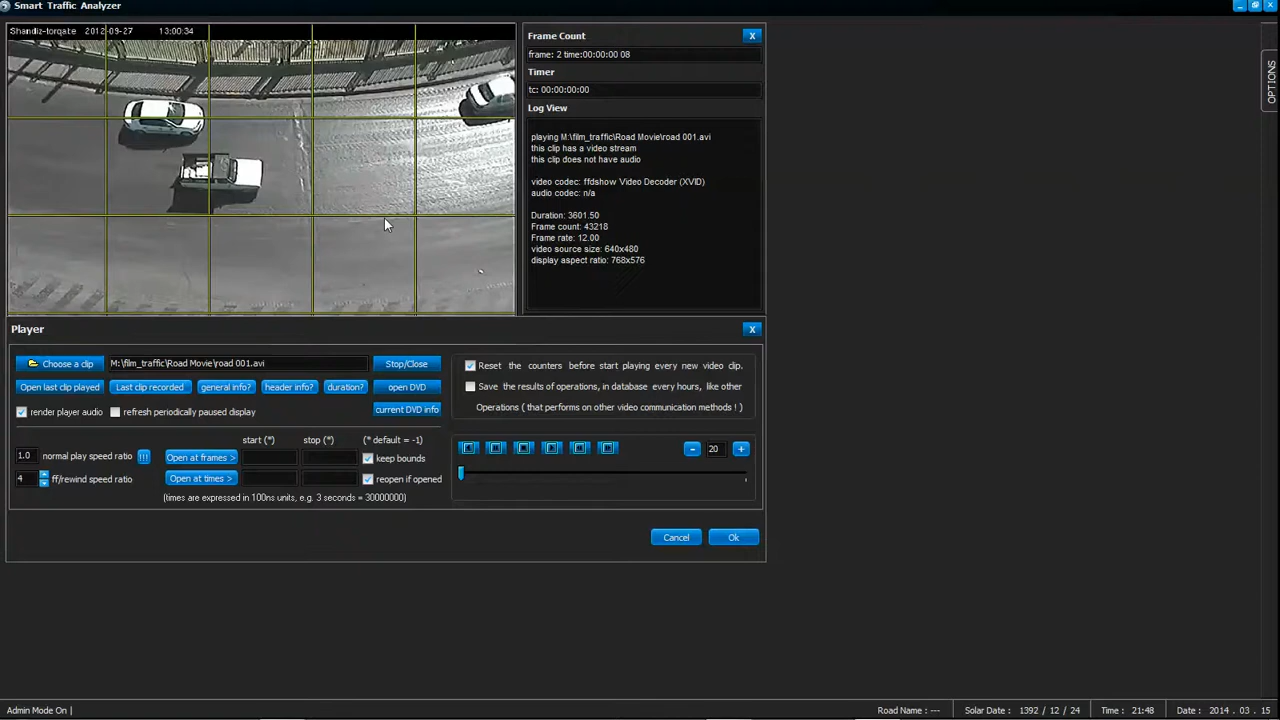 Smart Traffic Analyzer
OPTIONS
Shandiz-torqate 2012-09-27 13:00:34
Frame Count
X
frame: 2 time:00:00:00 08
Timer
tc: 00:00:00:00
Log View
playing M:\film_traffic\Road Movie\road 001.avi
this clip has a video stream
this clip does not have audio
video codec: ffdshow Video Decoder (XVID)
audio codec: n/a
Duration: 3601.50
Frame count: 43218
Frame rate: 12.00
video source size: 640x480
display aspect ratio: 768x576
Player
X
Choose a clip
M:\film_traffic\Road Movie\road 001.avi
Stop/Close
Open last clip played
Last clip recorded
general info?
header info?
duration?
open DVD
render player audio
refresh periodically paused display
current DVD info
start (*)
stop (*)
(* default = -1)
1.0
normal play speed ratio
!!!
Open at frames >
keep bounds
4
ff/rewind speed ratio
Open at times >
reopen if opened
(times are expressed in 100ns units, e.g. 3 seconds = 30000000)
Reset the counters before start playing every new video clip.
Save the results of operations, in database every hours, like other
Operations ( that performs on other video communication methods ! )
-
20
+
Cancel
Ok
Admin Mode On |
Road Name : ---
Solar Date : 1392 / 12 / 24
Time : 21:48
Date : 2014 . 03 . 15